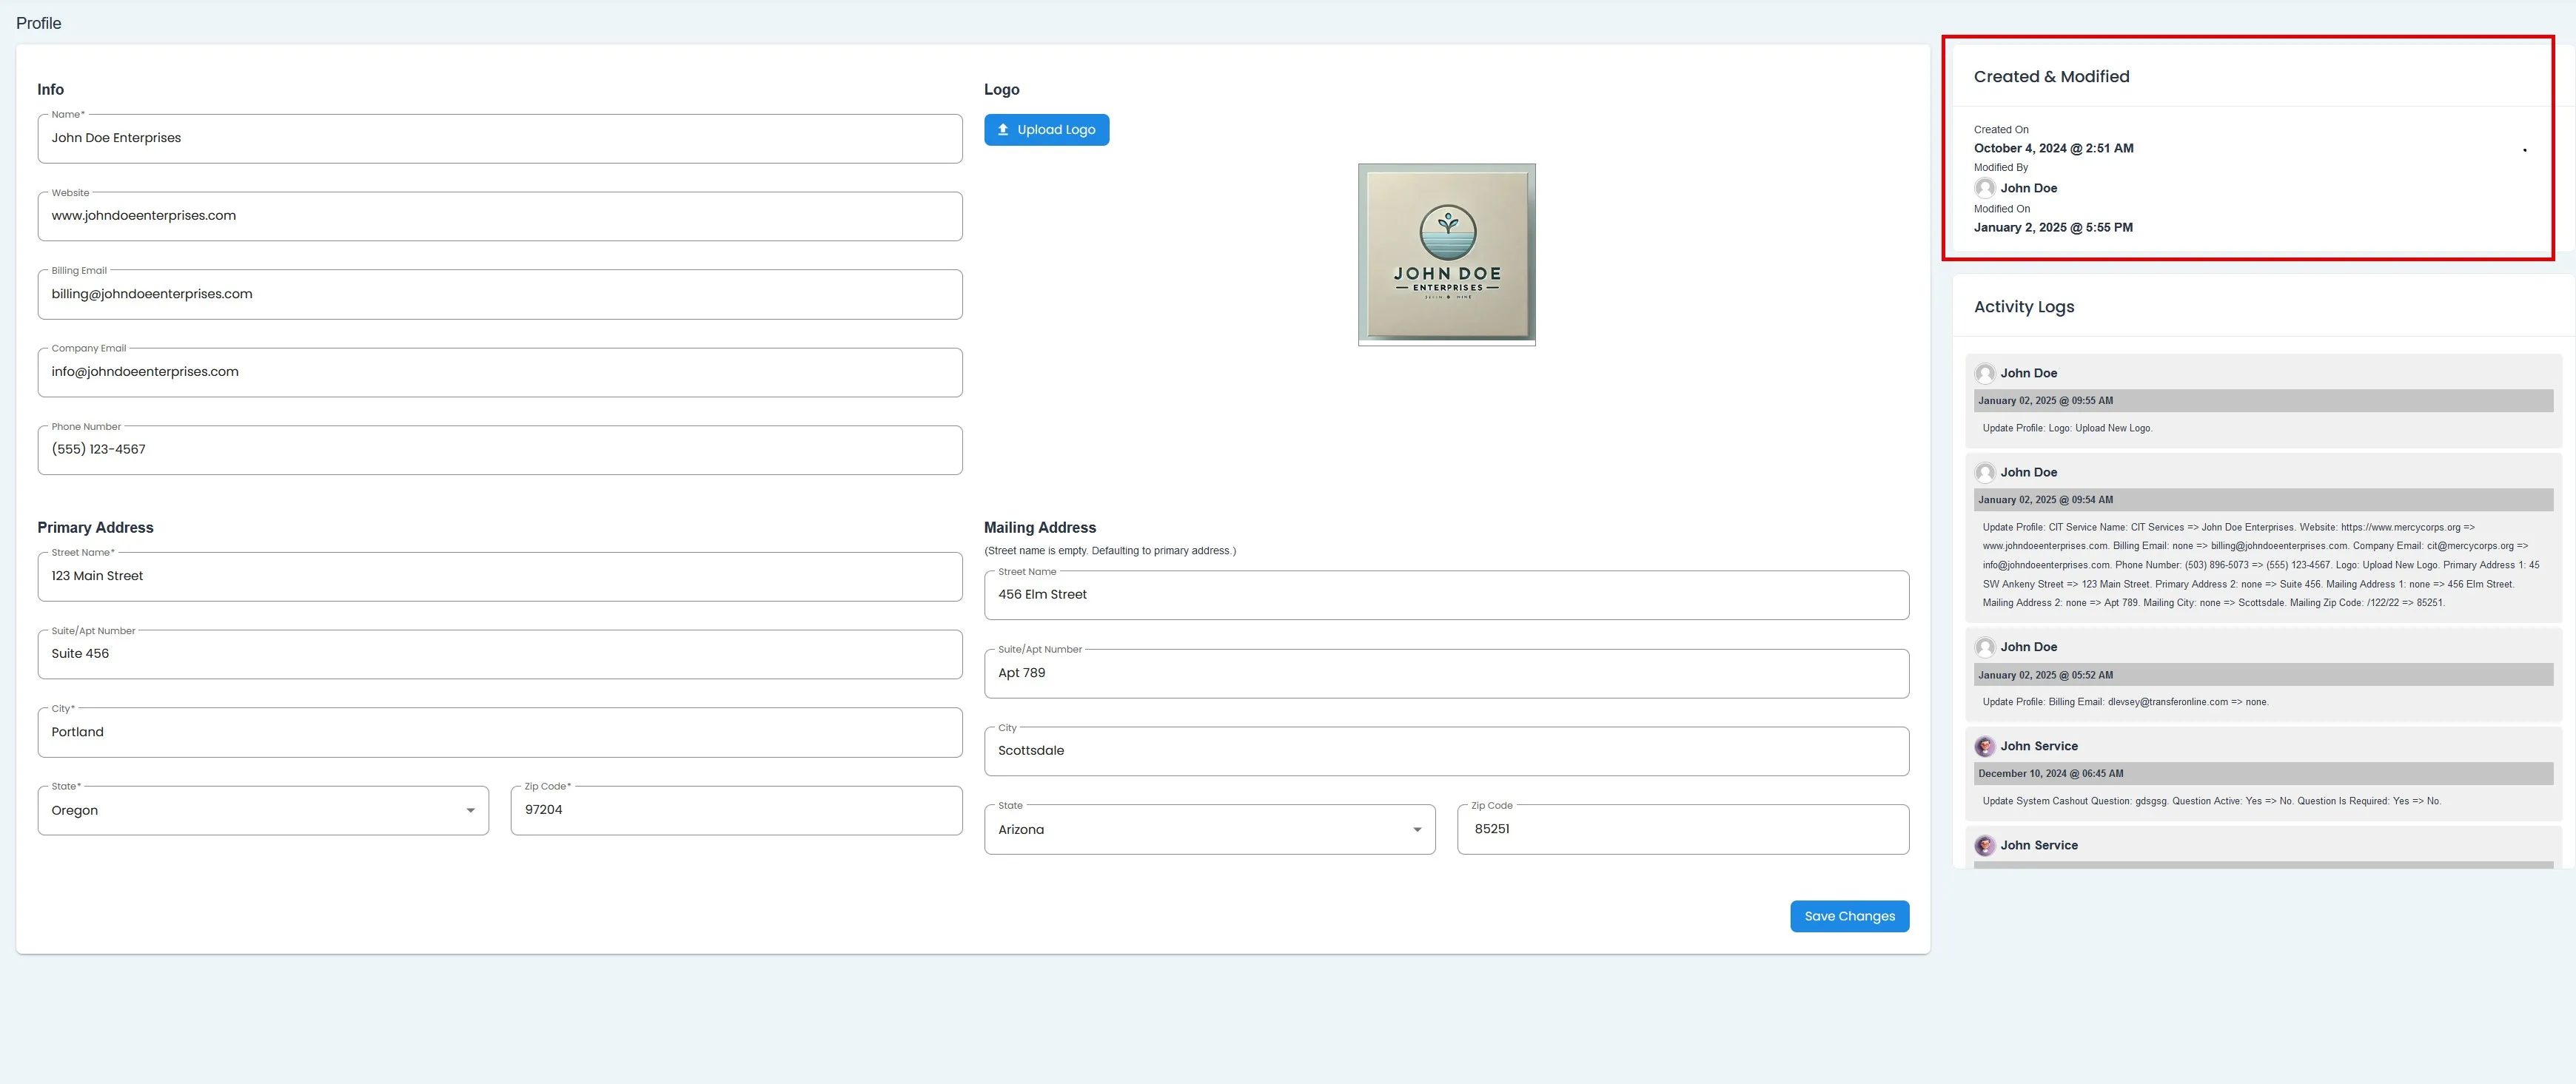 Profile
Info
Name*
John Doe Enterprises
Website
www.johndoeenterprises.com
Billing Email
billing@johndoeenterprises.com
Company Email
info@johndoeenterprises.com
Phone Number
(555) 123-4567
Logo
Upload Logo
JOHN DOE
ENTERPRISES
Primary Address
Street Name*
123 Main Street
Suite/Apt Number
Suite 456
City*
Portland
State*
Oregon
Zip Code*
97204
Mailing Address
(Street name is empty. Defaulting to primary address.)
Street Name
456 Elm Street
Suite/Apt Number
Apt 789
City
Scottsdale
State
Arizona
Zip Code
85251
Save Changes
Created & Modified
Created On
October 4, 2024 @ 2:51 AM
Modified By
John Doe
Modified On
January 2, 2025 @ 5:55 PM
Activity Logs
John Doe
January 02, 2025 @ 09:55 AM
Update Profile: Logo: Upload New Logo.
John Doe
January 02, 2025 @ 09:54 AM
Update Profile: CIT Service Name: CIT Services => John Doe Enterprises. Website: https://www.mercycorps.org =>
www.johndoeenterprises.com. Billing Email: none => billing@johndoeenterprises.com. Company Email: cit@mercycorps.org =>
info@johndoeenterprises.com. Phone Number: (503) 896-5073 => (555) 123-4567. Logo: Upload New Logo. Primary Address 1: 45
SW Ankeny Street => 123 Main Street. Primary Address 2: none => Suite 456. Mailing Address 1: none => 456 Elm Street.
Mailing Address 2: none => Apt 789. Mailing City: none => Scottsdale. Mailing Zip Code: /122/22 => 85251.
John Doe
January 02, 2025 @ 05:52 AM
Update Profile: Billing Email: dlevsey@transferonline.com => none.
John Service
December 10, 2024 @ 06:45 AM
Update System Cashout Question: gdsgsg. Question Active: Yes => No. Question Is Required: Yes => No.
John Service